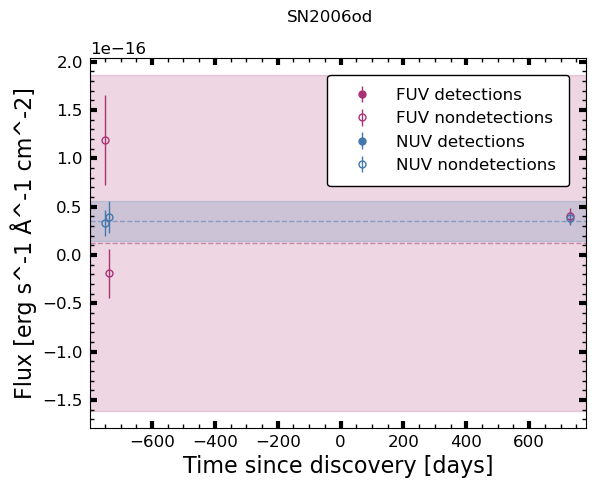 SN2006od
1e−16
2.0
1.5
1.0
0.5
0.0
−0.5
−1.0
−1.5
Flux [erg s^-1 Å^-1 cm^-2]
FUV detections
FUV nondetections
NUV detections
NUV nondetections
−600 −400 −200 0 200 400 600
Time since discovery [days]